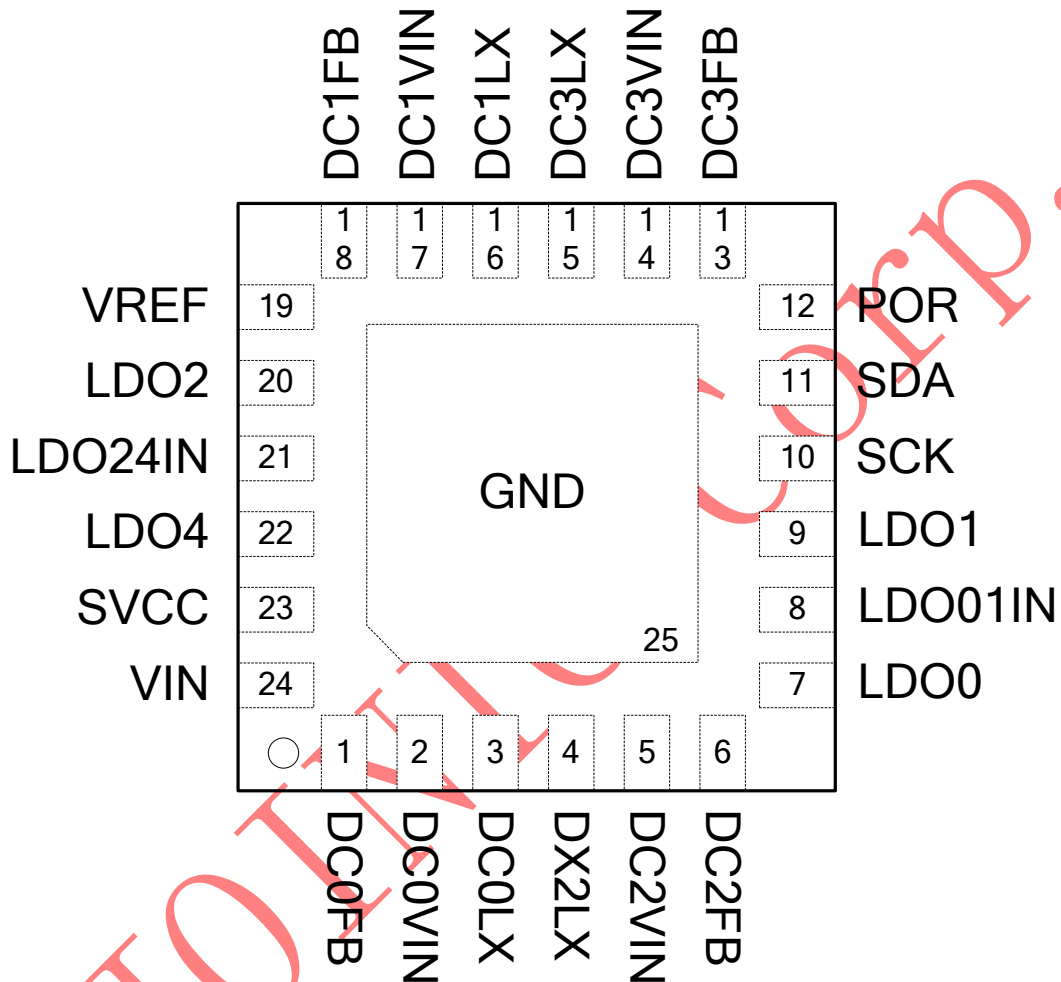 DC1FB DC1VIN DC1LX DC3LX DC3VIN DC3FB
18 17 16 15 14 13
VREF 19 12 POR
LDO2 20 11 SDA
LDO24IN 21 10 SCK
GND
LDO4 22 9 LDO1
SVCC 23 8 LDO01IN
25
VIN 24 7 LDO0
1 2 3 4 5 6
DC0FB DC0VIN DC0LX DX2LX DC2VIN DC2FB
Corp.